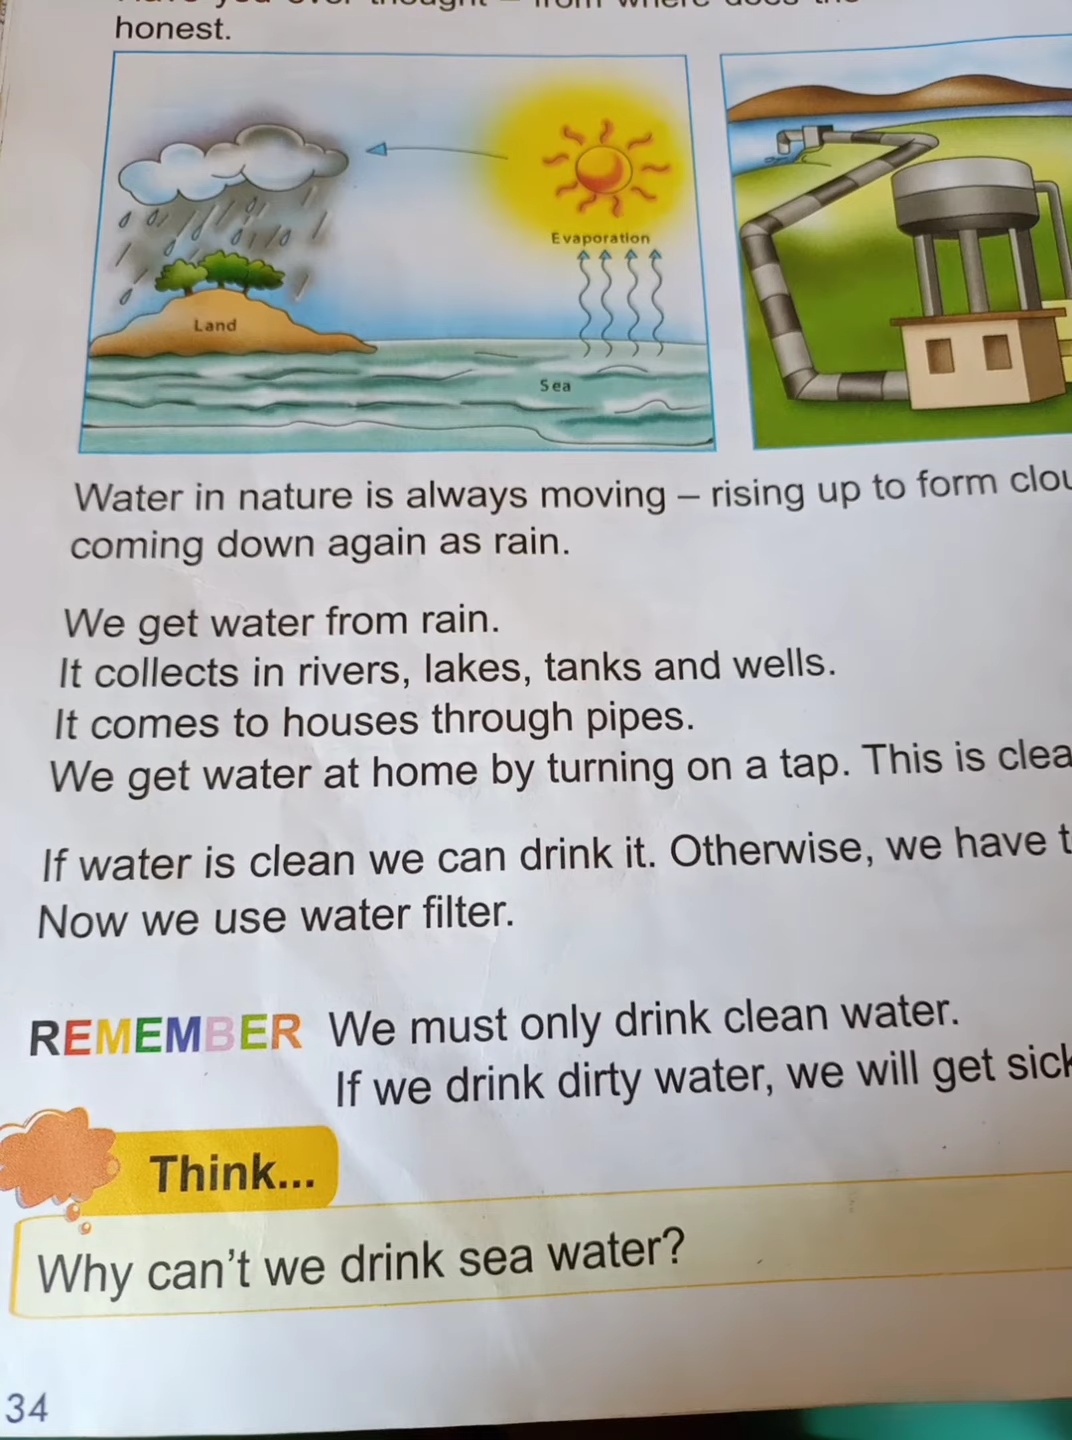 honest.
Evaporation
Land
Sea
Water in nature is always moving – rising up to form
coming down again as rain.
We get water from rain.
It collects in rivers, lakes, tanks and wells.
It comes to houses through pipes.
We get water at home by turning on a tap. This is
If water is clean we can drink it. Otherwise, we have
Now we use water filter.
REMEMBER We must only drink clean water.
If we drink dirty water, we will get
Think...
Why can't we drink sea water?
34